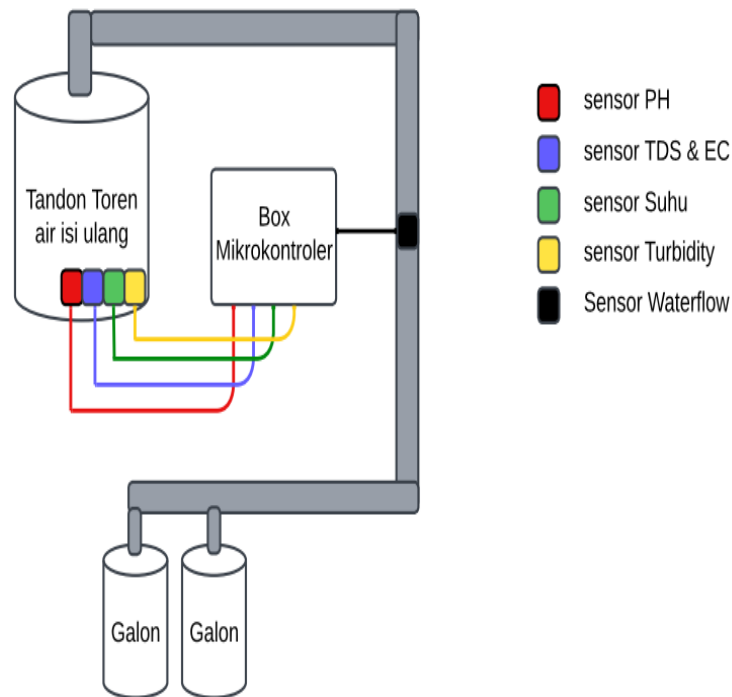 Tandon Toren
air isi ulang
Box
Mikrokontroler
sensor PH
sensor TDS & EC
sensor Suhu
sensor Turbidity
Sensor Waterflow
Galon
Galon